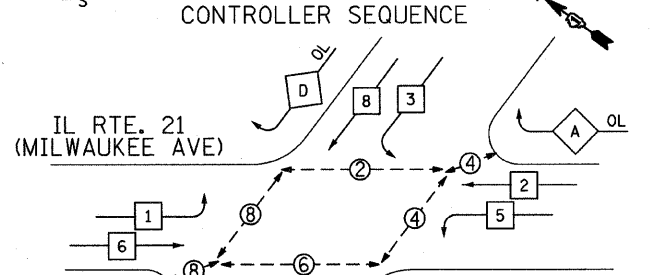 S
CONTROLLER SEQUENCE
OL
D
8
3
A
OL
IL RTE. 21
(MILWAUKEE AVE)
2
4
2
1
8
4
5
6
8
6